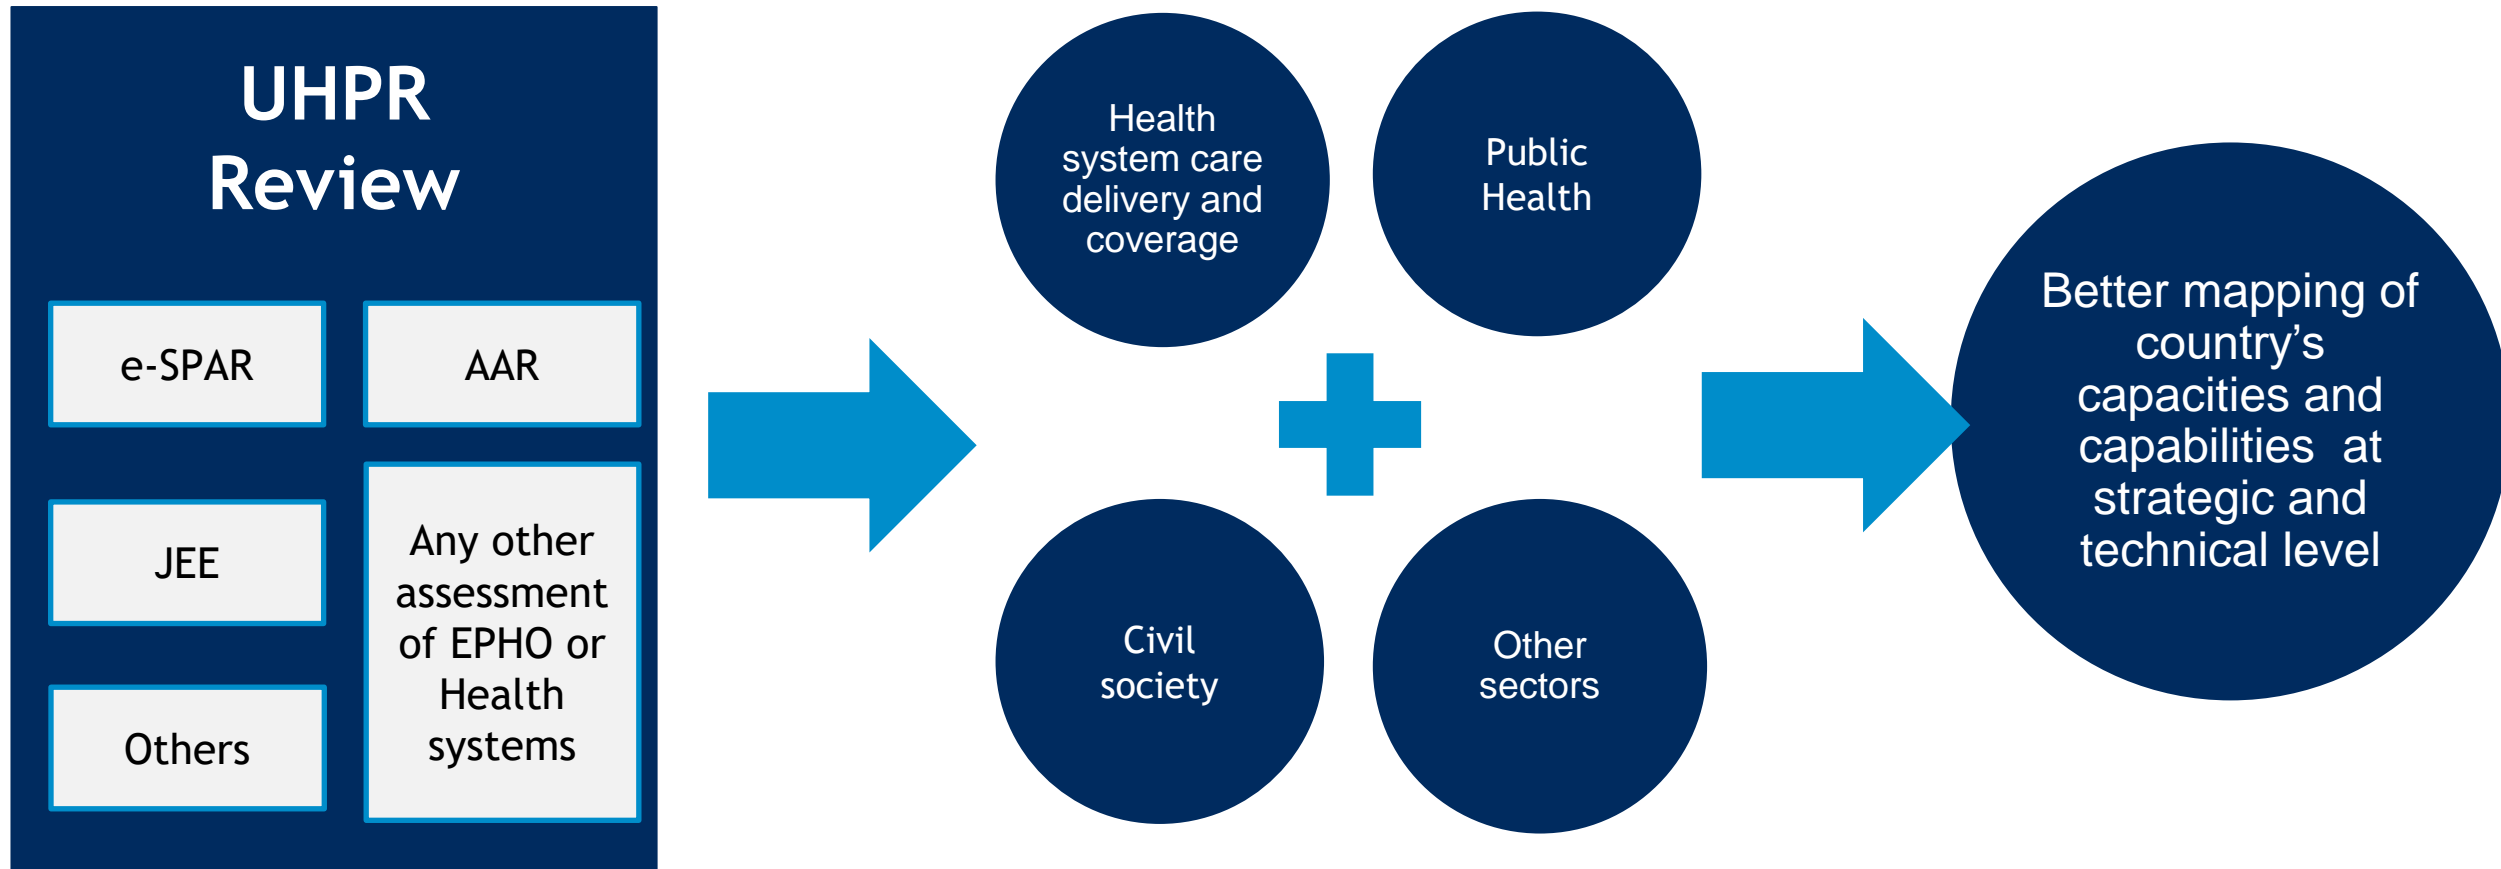 UHPR
Review
e-SPAR
AAR
JEE
Any other
assessment
of EPHO or
Health
systems
Others
Health
system care
delivery and
coverage
Public
Health
Civil
society
Other
sectors
Better mapping of
country’s
capacities and
capabilities  at
strategic and
technical level